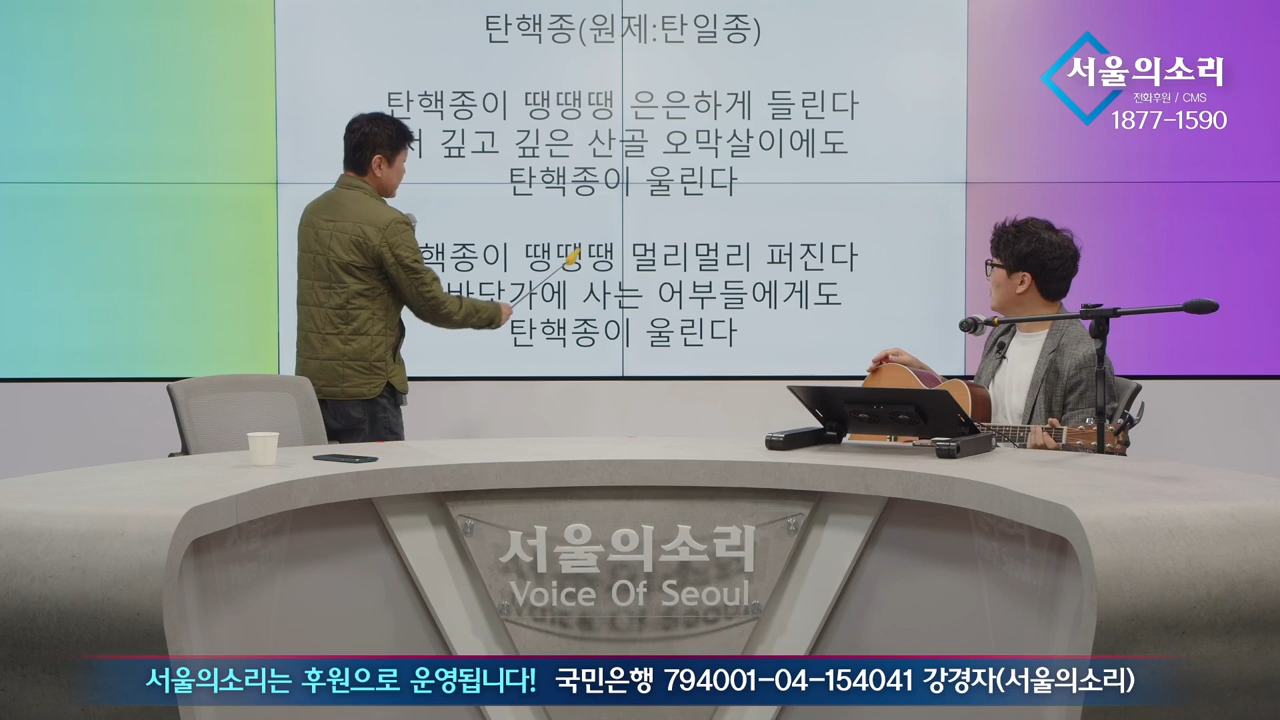 탄핵종(원제:탄일종)
탄핵종이 땡땡땡 은은하게 들린다
깊고 깊은 산골 오막살이에도
탄핵종이 울린다
핵종이 땡땡땡 멀리멀리 퍼진다
바닷가에 사는 어부들에게도
탄핵종이 울린다
서울의소리
전화후원 / CMS
1877-1590
서울의소리
Voice Of Seoul
서울의소리는 후원으로 운영됩니다! 국민은행 794001-04-154041 강경자(서울의소리)